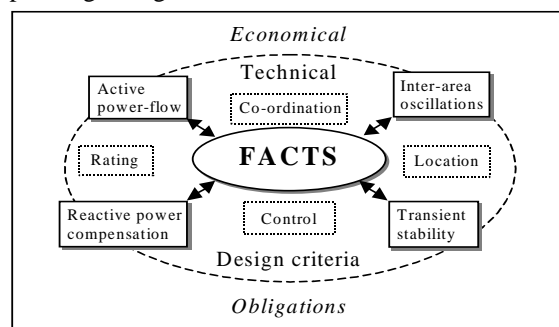 Economical
Technical
Active
power-flow
Co-ordination
Inter-area
oscillations
Rating
FACTS
Location
Reactive power
compensation
Control
Transient
stability
Design criteria
Obligations